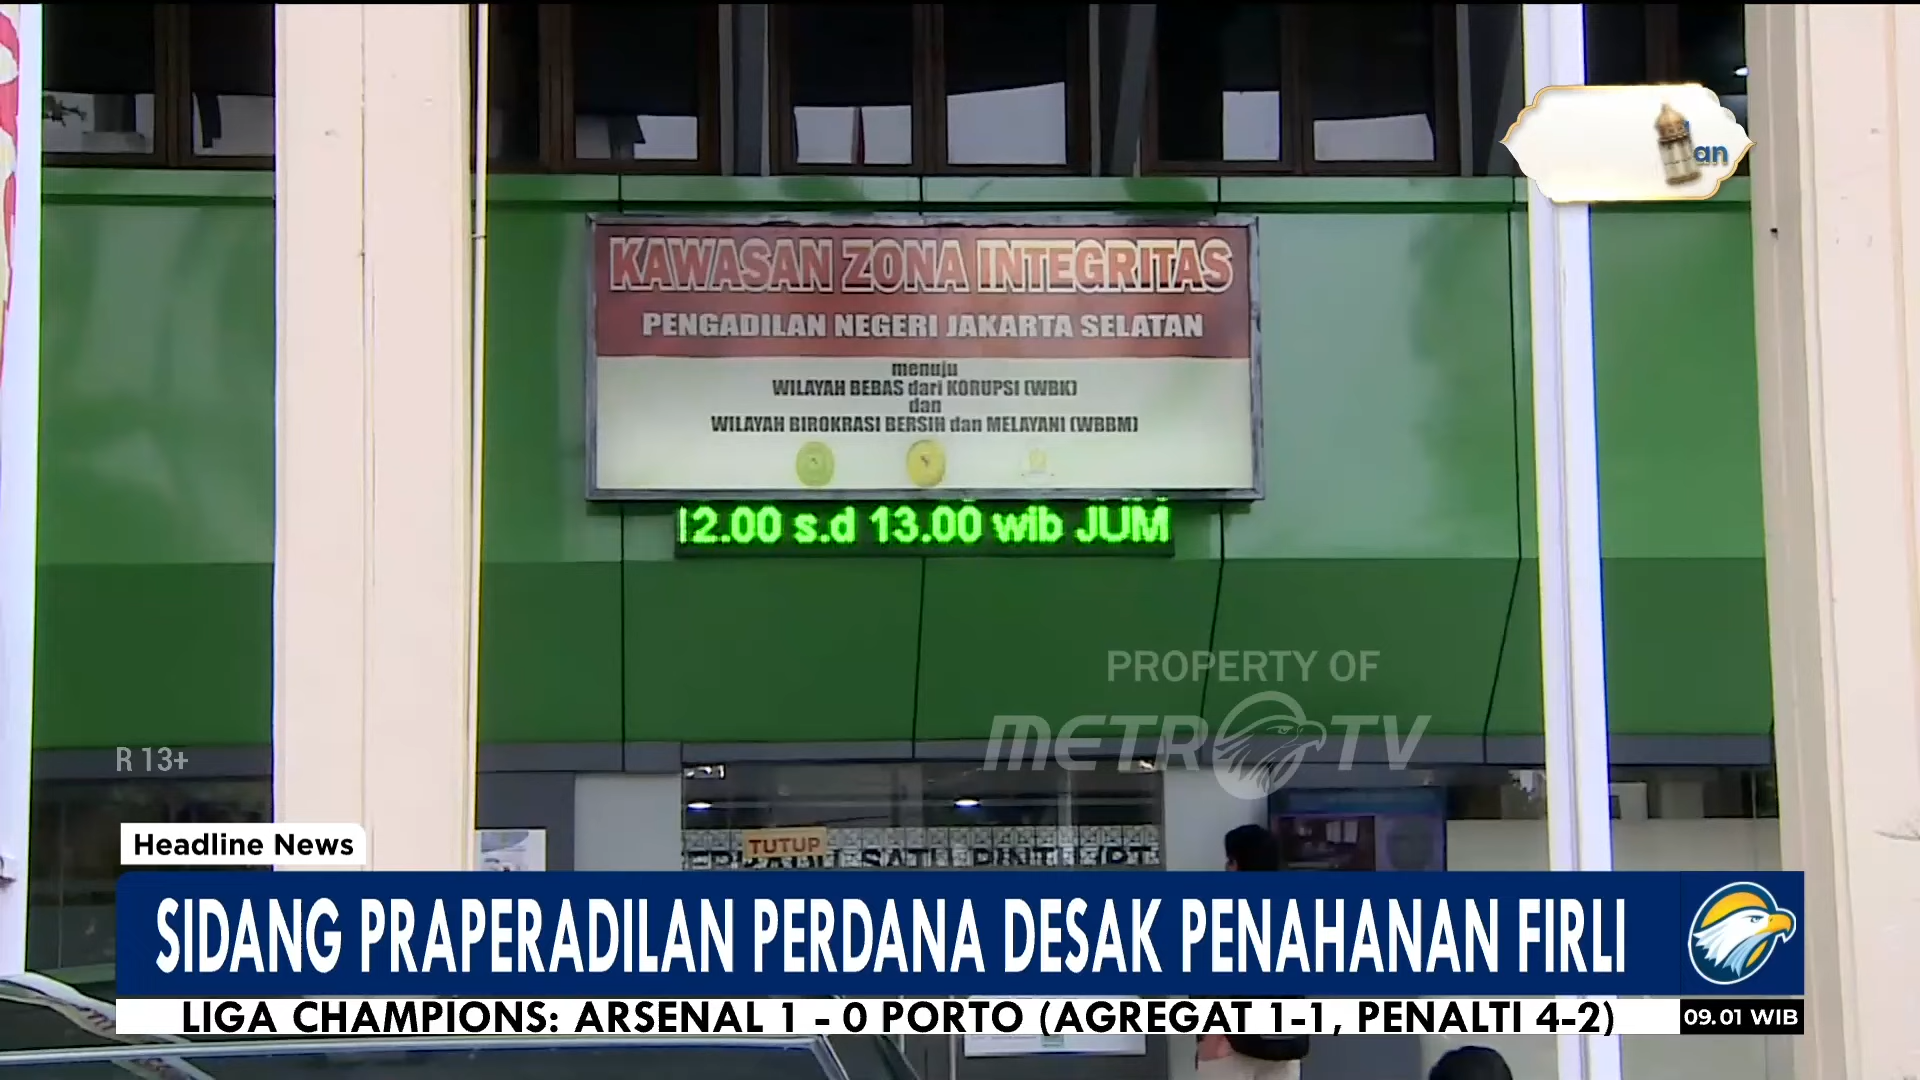 an
KAWASAN ZONA INTEGRITAS
PENGADILAN NEGERI JAKARTA SELATAN
menuju
WILAYAH BEBAS dari KORUPSI (WBK)
dan
WILAYAH BIROKRASI BERSIH dan MELAYANI (WBBM)
12.00 s.d 13.00 wib JUM
PROPERTY OF
METRO TV
R 13+
TUTUP
Headline News
SIDANG PRAPERADILAN PERDANA DESAK PENAHANAN FIRLI
LIGA CHAMPIONS: ARSENAL 1 - 0 PORTO (AGREGAT 1-1, PENALTI 4-2)
09.01 WIB